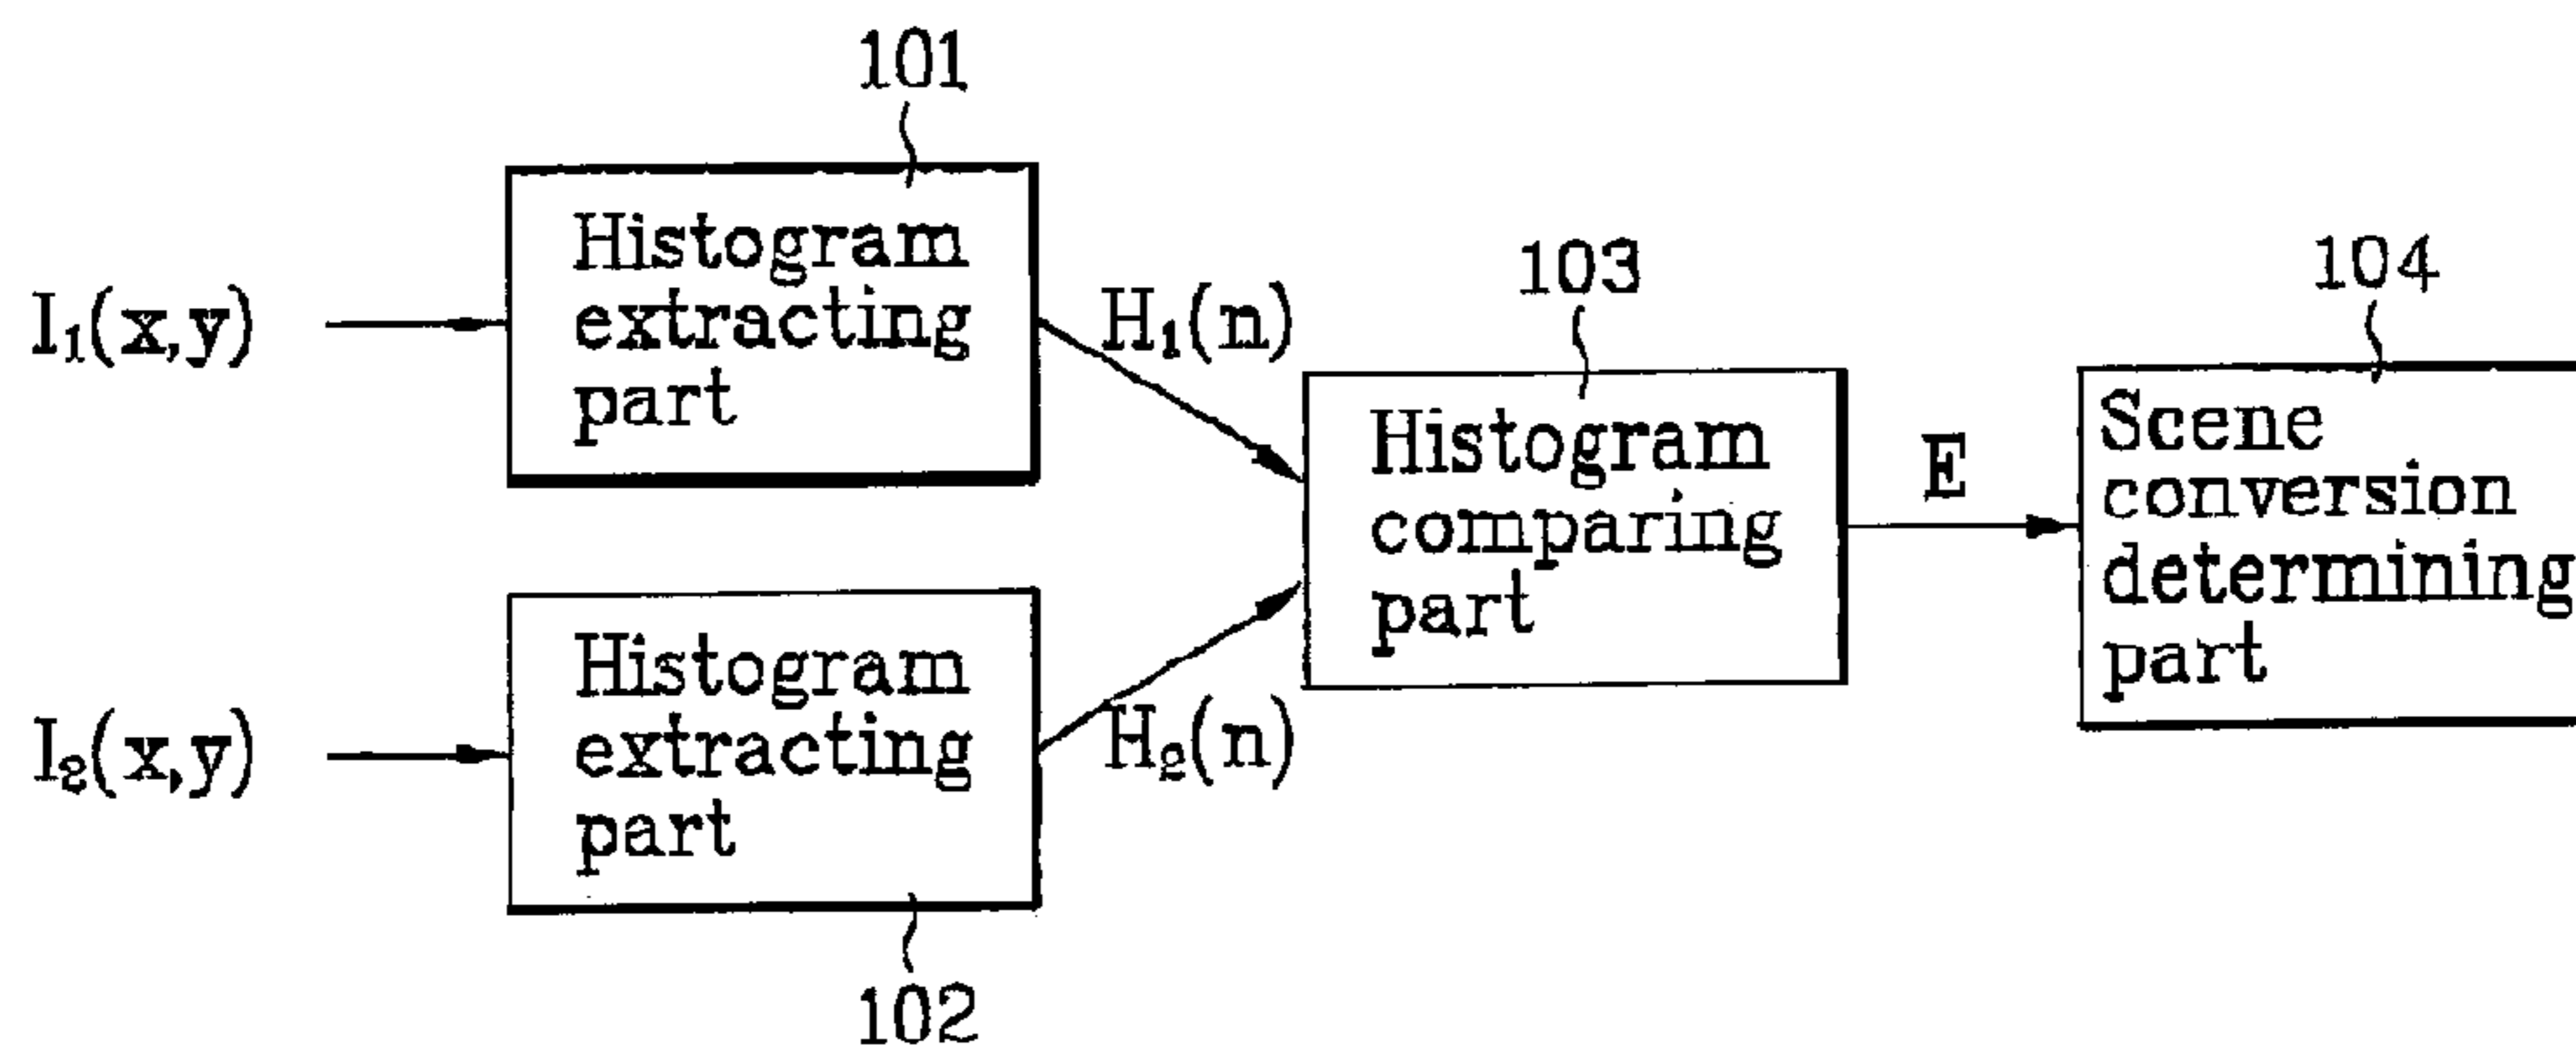 101
Histogram
extracting
part
I₁(x,y)
H₁(n)
103
Histogram
comparing
part
E
104
Scene
conversion
determining
part
I₂(x,y)
Histogram
extracting
part
H₂(n)
102